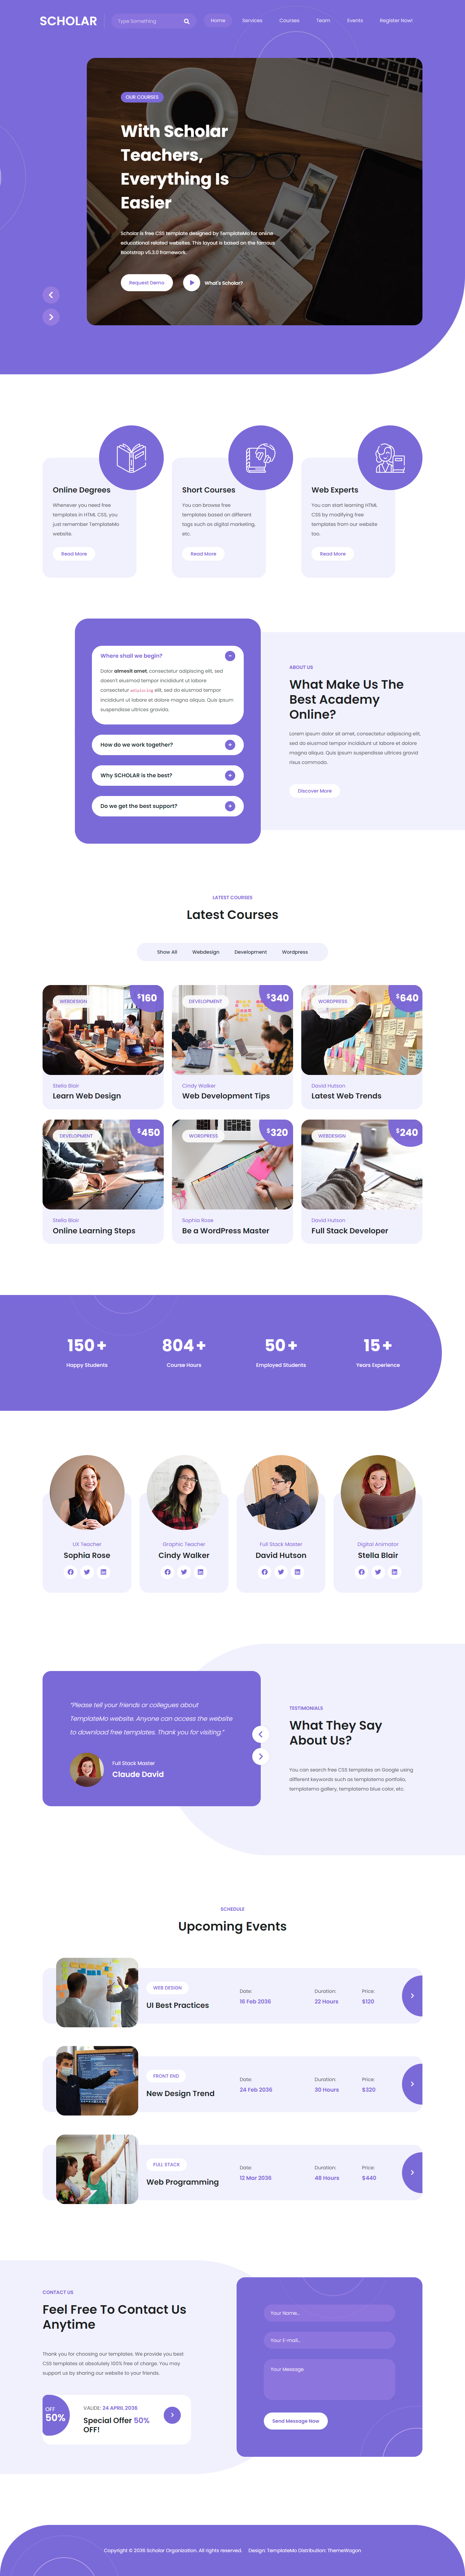 SCHOLAR
Type Something
Home
Services
Courses
Team
Events
Register Now!
OUR COURSES
With Scholar
Teachers,
Everything Is
Easier
Scholar is free CSS template designed by TemplateMo for online
educational related websites. This layout is based on the famous
Bootstrap v5.3.0 framework.
Request Demo
What's Scholar?
Online Degrees
Whenever you need free
templates in HTML CSS, you
just remember TemplateMo
website.
Read More
Short Courses
You can browse free
templates based on different
tags such as digital marketing,
etc.
Read More
Web Experts
You can start learning HTML
CSS by modifying free
templates from our website
too.
Read More
Where shall we begin?
Dolor almesit amet, consectetur adipiscing elit, sed
doesn't eiusmod tempor incididunt ut labore
consectetur adipiscing elit, sed do eiusmod tempor
incididunt ut labore et dolore magna aliqua. Quis ipsum
suspendisse ultrices gravida.
How do we work together?
Why SCHOLAR is the best?
Do we get the best support?
ABOUT US
What Make Us The
Best Academy
Online?
Lorem ipsum dolor sit amet, consectetur adipiscing elit,
sed do eiusmod tempor incididunt ut labore et dolore
magna aliqua. Quis ipsum suspendisse ultrices gravid
risus commodo.
Discover More
LATEST COURSES
Latest Courses
Show All
Webdesign
Development
Wordpress
WEBDESIGN
$160
Stella Blair
Learn Web Design
DEVELOPMENT
$340
Cindy Walker
Web Development Tips
WORDPRESS
$640
David Hutson
Latest Web Trends
DEVELOPMENT
$450
Stella Blair
Online Learning Steps
WORDPRESS
$320
Sophia Rose
Be a WordPress Master
WEBDESIGN
$240
David Hutson
Full Stack Developer
150+
Happy Students
804+
Course Hours
50+
Employed Students
15+
Years Experience
UX Teacher
Sophia Rose
Graphic Teacher
Cindy Walker
Full Stack Master
David Hutson
Digital Animator
Stella Blair
“Please tell your friends or collegues about
TemplateMo website. Anyone can access the website
to download free templates. Thank you for visiting.”
Full Stack Master
Claude David
TESTIMONIALS
What They Say
About Us?
You can search free CSS templates on Google using
different keywords such as templatemo portfolio,
templatemo gallery, templatemo blue color, etc.
SCHEDULE
Upcoming Events
WEB DESIGN
UI Best Practices
Date:
16 Feb 2036
Duration:
22 Hours
Price:
$120
FRONT END
New Design Trend
Date:
24 Feb 2036
Duration:
30 Hours
Price:
$320
FULL STACK
Web Programming
Date:
12 Mar 2036
Duration:
48 Hours
Price:
$440
CONTACT US
Feel Free To Contact Us
Anytime
Thank you for choosing our templates. We provide you best
CSS templates at absolutely 100% free of charge. You may
support us by sharing our website to your friends.
OFF
50%
VALIDE: 24 APRIL 2036
Special Offer 50%
OFF!
Your Name...
Your E-mail...
Your Message
Send Message Now
Copyright © 2036 Scholar Organization. All rights reserved. Design: TemplateMo Distribution: ThemeWagon